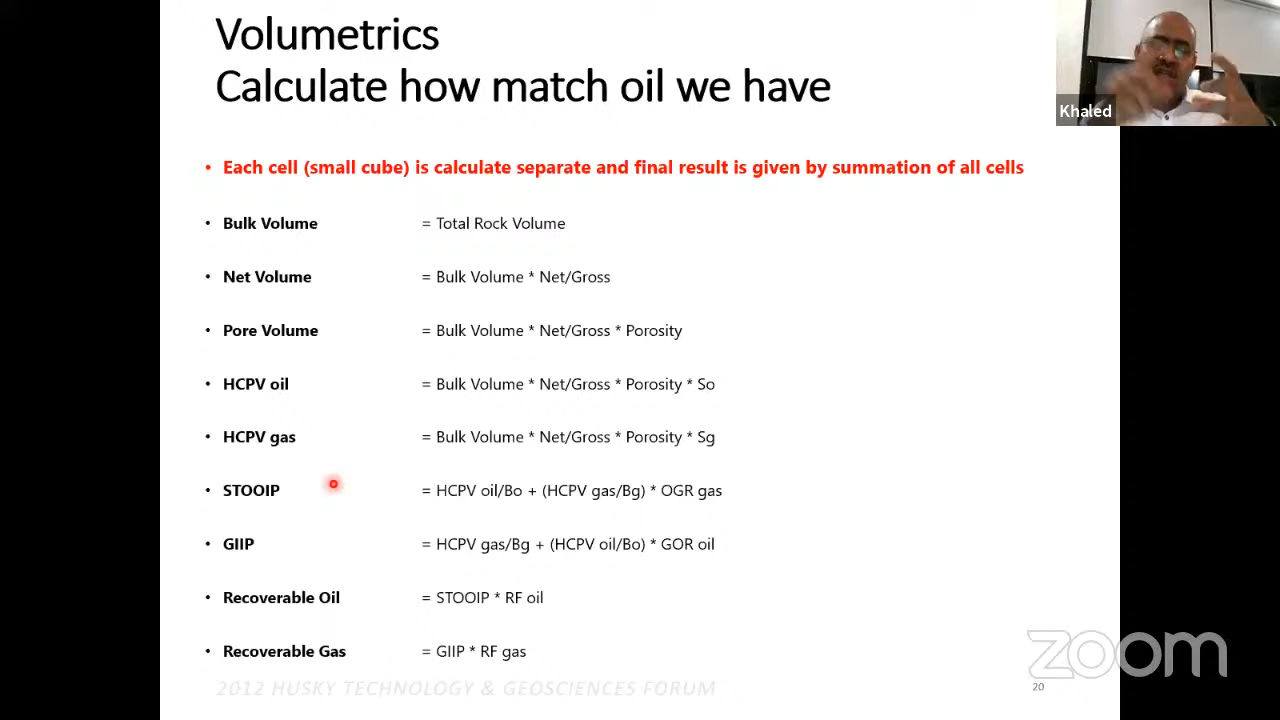 Volumetrics
Calculate how match oil we have
Khaled
• Each cell (small cube) is calculate separate and final result is given by summation of all cells
• Bulk Volume = Total Rock Volume
• Net Volume = Bulk Volume * Net/Gross
• Pore Volume = Bulk Volume * Net/Gross * Porosity
• HCPV oil = Bulk Volume * Net/Gross * Porosity * So
• HCPV gas = Bulk Volume * Net/Gross * Porosity * Sg
• STOOIP = HCPV oil/Bo + (HCPV gas/Bg) * OGR gas
• GIIP = HCPV gas/Bg + (HCPV oil/Bo) * GOR oil
• Recoverable Oil = STOOIP * RF oil
• Recoverable Gas = GIIP * RF gas
2012 HUSKY TECHNOLOGY & GEOSCIENCES FORUM
20
zoom